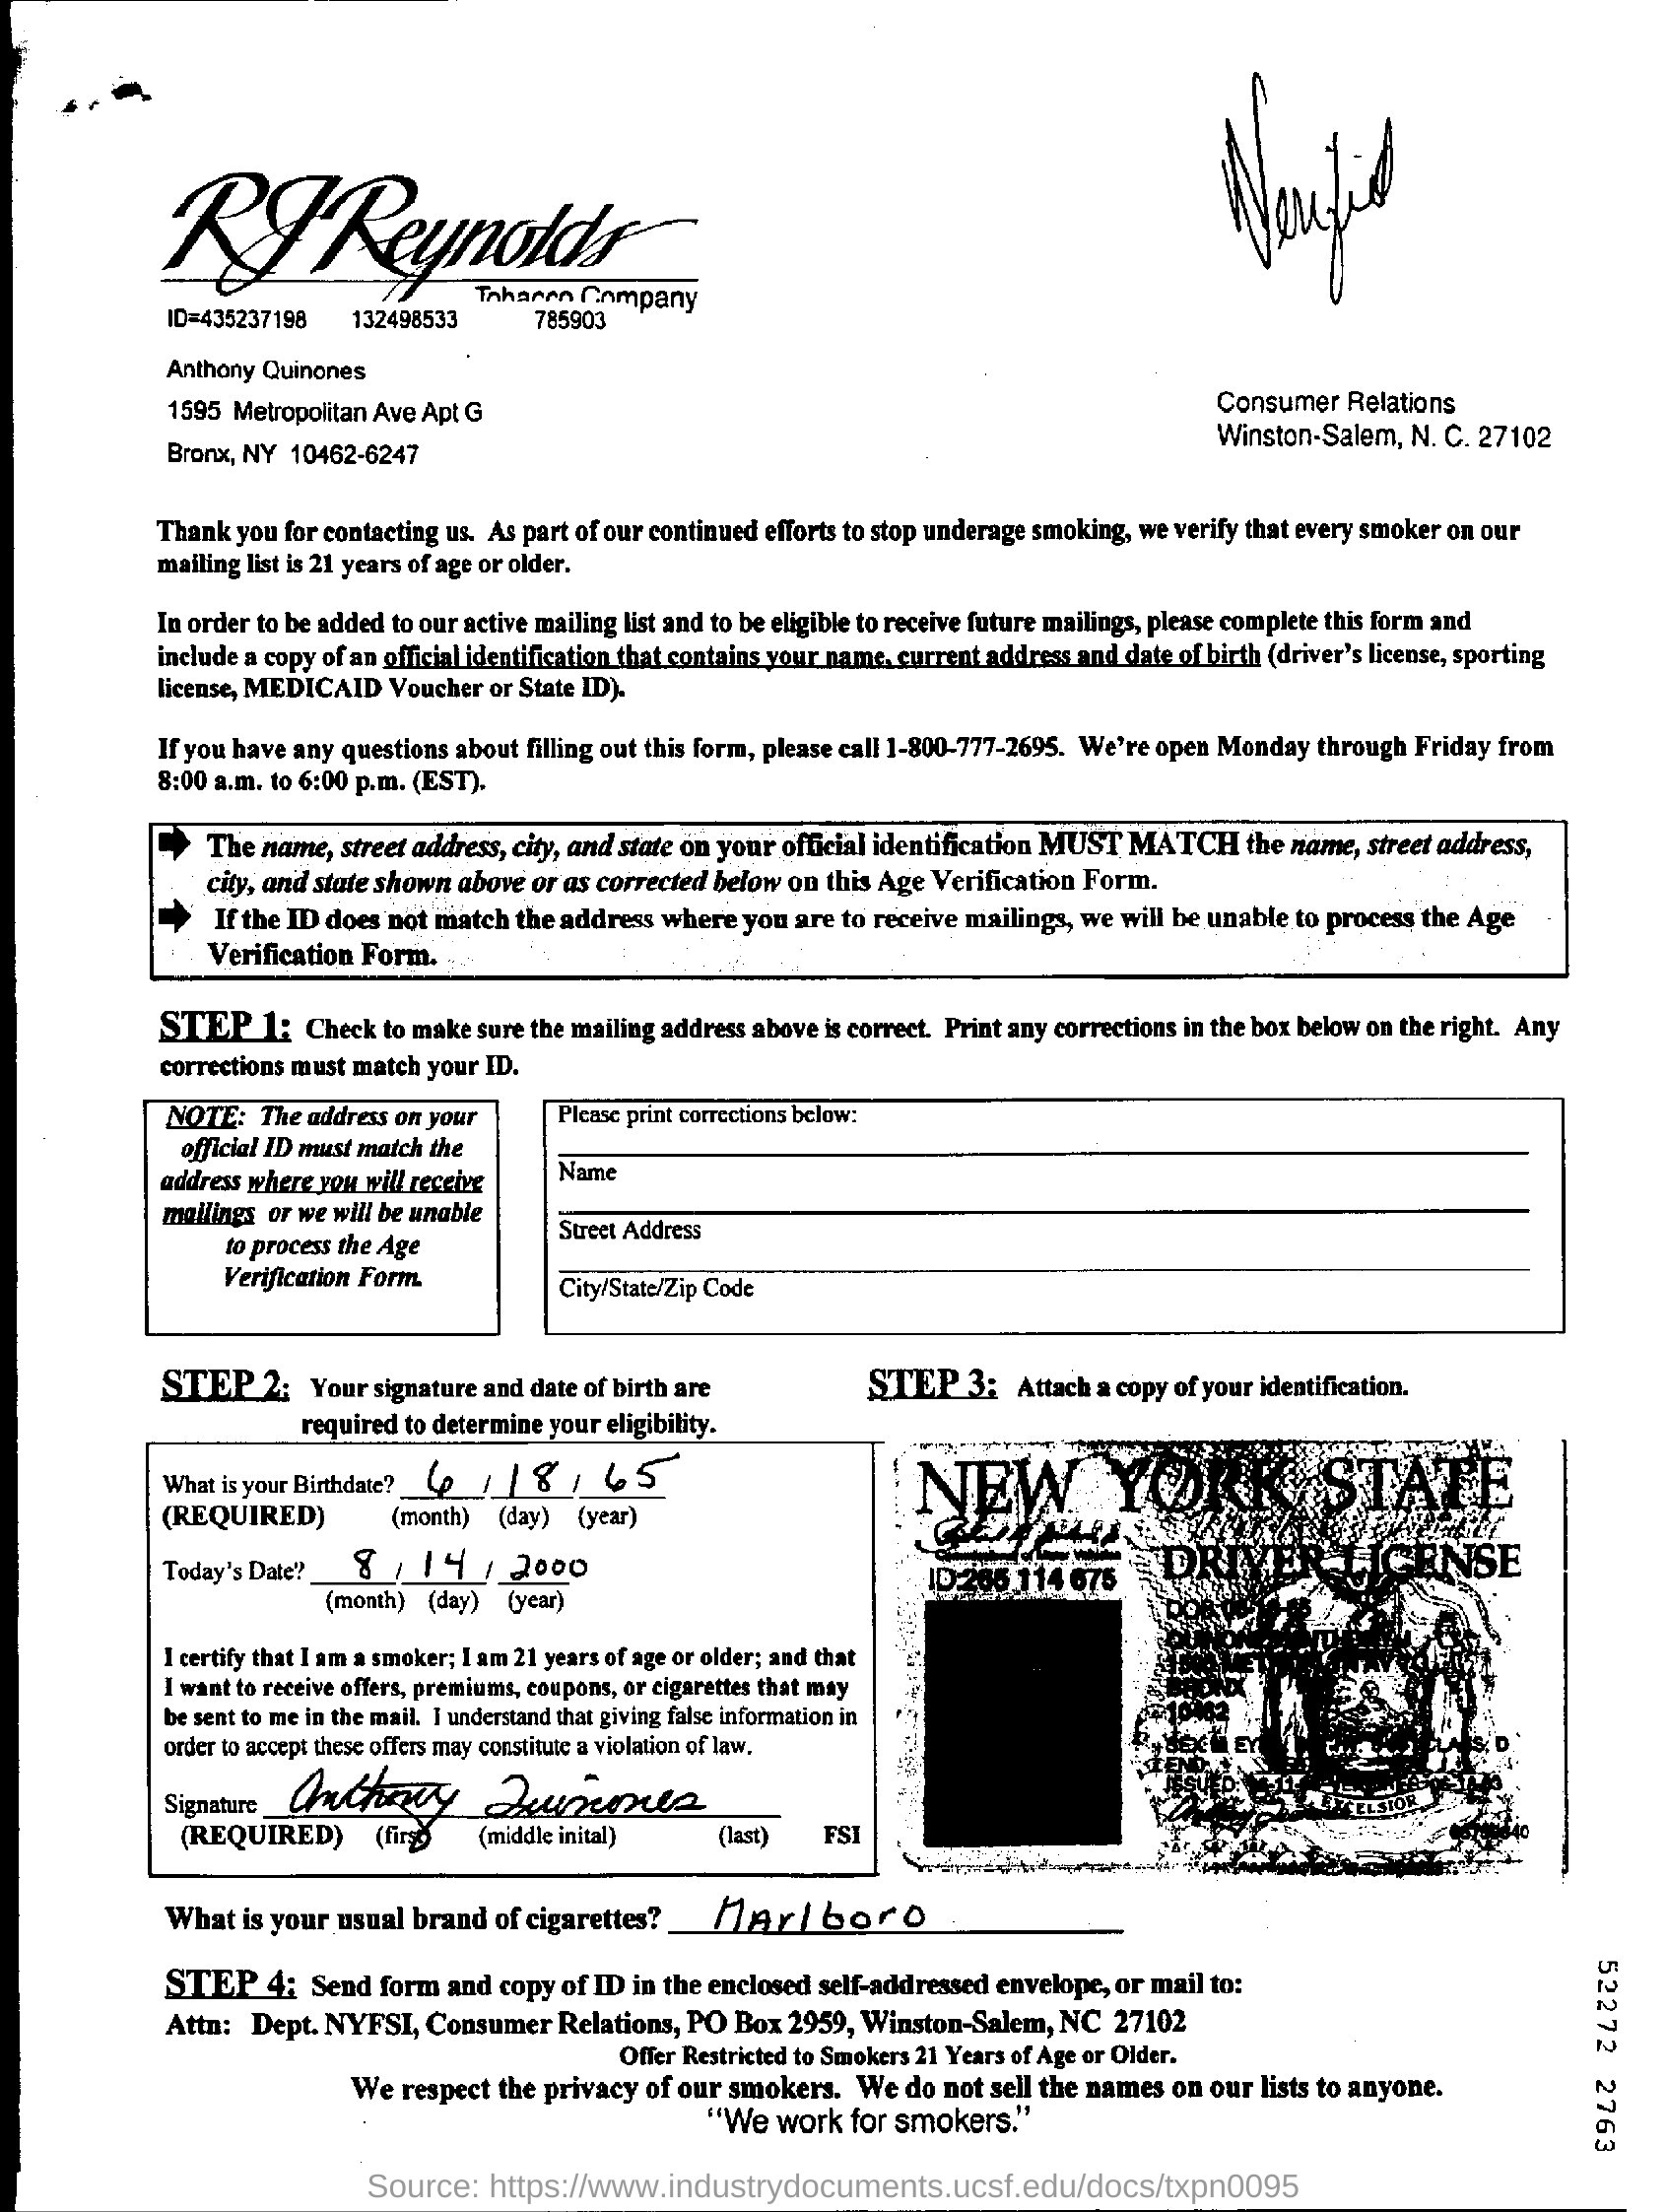 Verified
RJReynolds
Tobacco Company
ID=435237198 132498533 785903
Anthony Quinones
1595 Metropolitan Ave Apt G
Bronx, NY 10462-6247
Consumer Relations
Winston-Salem, N. C. 27102
Thank you for contacting us. As part of our continued efforts to stop underage smoking, we verify that every smoker on our
mailing list is 21 years of age or older.
In order to be added to our active mailing list and to be eligible to receive future mailings, please complete this form and
include a copy of an official identification that contains your name, current address and date of birth (driver's license, sporting
license, MEDICAID Voucher or State ID).
If you have any questions about filling out this form, please call 1-800-777-2695. We're open Monday through Friday from
8:00 a.m. to 6:00 p.m. (EST).
The name, street address, city, and state on your official identification MUST MATCH the name, street address,
city, and state shown above or as corrected below on this Age Verification Form.
If the ID does not match the address where you are to receive mailings, we will be unable to process the Age
Verification Form.
STEP 1: Check to make sure the mailing address above is correct. Print any corrections in the box below on the right. Any
corrections must match your ID.
NOTE: The address on your
official ID must match the
address where you will receive
mailings or we will be unable
to process the Age
Verification Form.
Please print corrections below:
Name
Street Address
City/State/Zip Code
STEP 2: Your signature and date of birth are
required to determine your eligibility.
What is your Birthdate? 6 / 18 / 65
(REQUIRED) (month) (day) (year)
Today's Date? 8 / 14 / 2000
(month) (day) (year)
I certify that I am a smoker; I am 21 years of age or older; and that
I want to receive offers, premiums, coupons, or cigarettes that may
be sent to me in the mail. I understand that giving false information in
order to accept these offers may constitute a violation of law.
Signature Anthony Quinones
(REQUIRED) (first) (middle inital) (last) FSI
STEP 3: Attach a copy of your identification.
NEW YORK STATE
DRIVER LICENSE
ID:265 114 675
BRONX
10462
ISSUED:
EXCELSIOR
What is your usual brand of cigarettes? Marlboro
STEP 4: Send form and copy of ID in the enclosed self-addressed envelope, or mail to:
Attn: Dept. NYFSI, Consumer Relations, PO Box 2959, Winston-Salem, NC 27102
Offer Restricted to Smokers 21 Years of Age or Older.
We respect the privacy of our smokers. We do not sell the names on our lists to anyone.
"We work for smokers."
52272 2763
Source: https://www.industrydocuments.ucsf.edu/docs/txpn0095